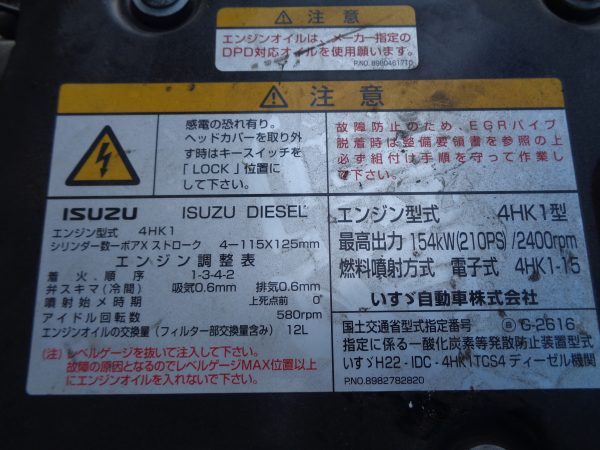 ⚠ 注意
エンジンオイルは、メーカー指定の
DPD対応オイルを使用願います。
P.NO.8980461710
⚠ 注意
感電の恐れ有り。
ヘッドカバーを取り外
す時はキースイッチを
「LOCK」位置に
して下さい。
故障防止のため、EGRパイプ
脱着時は整備要領書を参照の上
必ず組付け手順を守って作業し
て下さい。
ISUZU ISUZU DIESEL
エンジン型式 4HK1
シリンダー数ーボアXストローク 4－115X125mm
エンジン調整表
着火、順序 1-3-4-2
弁スキマ(冷間) 吸気0.6mm 排気0.6mm
噴射始メ時期 上死点前 0°
アイドル回転数 580rpm
エンジンオイルの交換量(フィルター部交換量含み) 12L
(注)レベルゲージを抜いて注入して下さい。
故障の原因となるのでレベルゲージMAX位置以上
にエンジンオイルを入れないで下さい。
エンジン型式 4HK1型
最高出力 154kW(210PS)/2400rpm
燃料噴射方式 電子式 4HK1-15
いすゞ自動車株式会社
国土交通省型式指定番号 G-2616
指定に係る一酸化炭素等発散防止装置型式
いすゞH22-IDC-4HK1TCS4ディーゼル機関
P.NO.8982782820